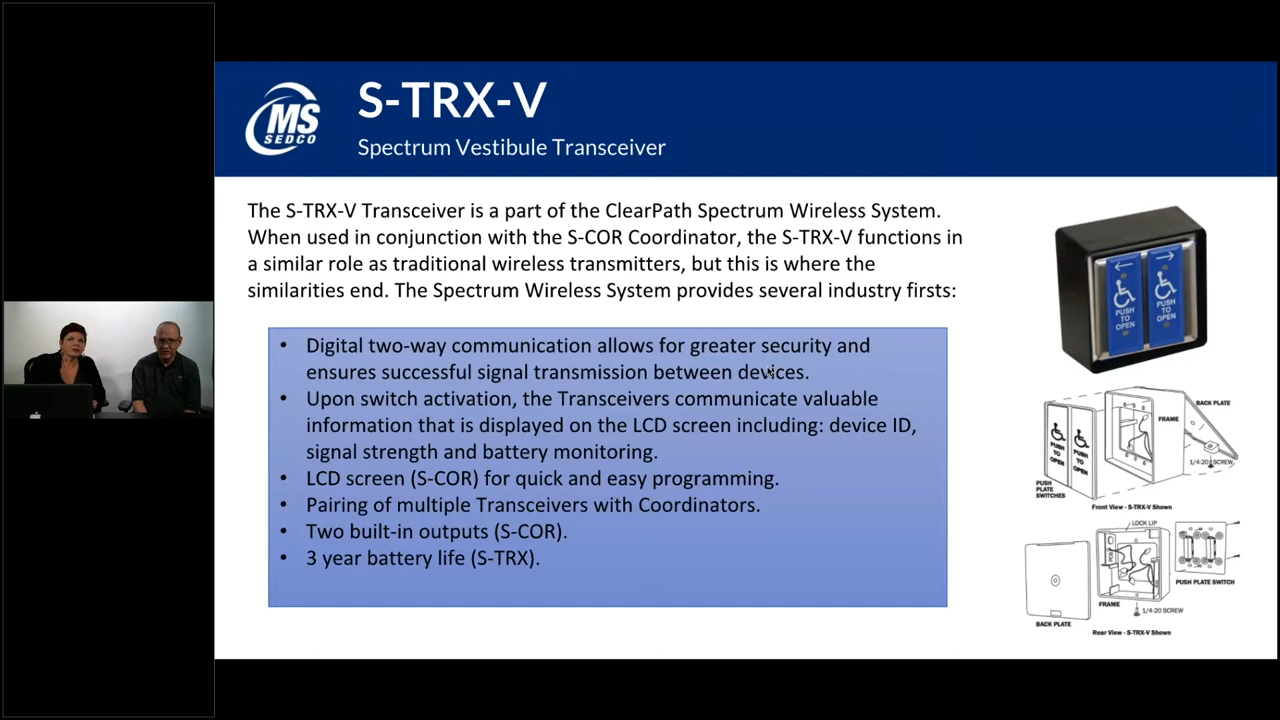 MS
SEDCO
S-TRX-V
Spectrum Vestibule Transceiver
The S-TRX-V Transceiver is a part of the ClearPath Spectrum Wireless System.
When used in conjunction with the S-COR Coordinator, the S-TRX-V functions in
a similar role as traditional wireless transmitters, but this is where the
similarities end. The Spectrum Wireless System provides several industry firsts:
• Digital two-way communication allows for greater security and
ensures successful signal transmission between devices.
• Upon switch activation, the Transceivers communicate valuable
information that is displayed on the LCD screen including: device ID,
signal strength and battery monitoring.
• LCD screen (S-COR) for quick and easy programming.
• Pairing of multiple Transceivers with Coordinators.
• Two built-in outputs (S-COR).
• 3 year battery life (S-TRX).
PUSH
TO
OPEN
PUSH
TO
OPEN
BACK PLATE
FRAME
PUSH
TO
OPEN
PUSH
TO
OPEN
1/4-20 SCREW
PUSH
PLATE
SWITCHES
Front View - S-TRX-V Shown
LOCK LIP
PUSH PLATE SWITCH
FRAME
1/4-20 SCREW
BACK PLATE
Rear View - S-TRX-V Shown